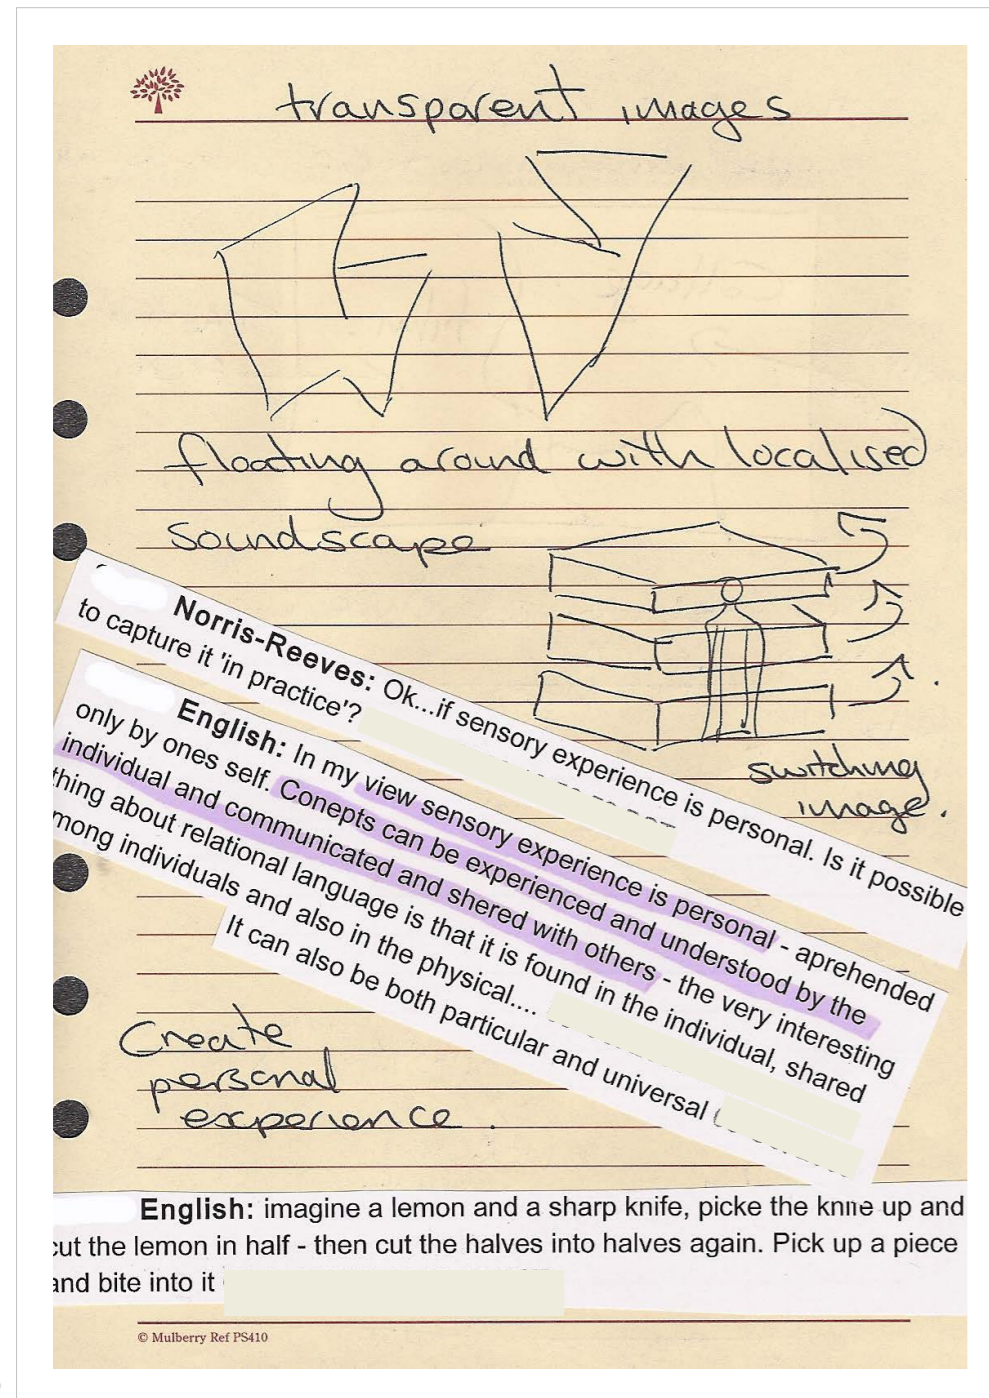 transparent images
floating around with localised
soundscape
switching
image.
Norris-Reeves: Ok...if sensory experience is personal. Is it possible
to capture it 'in practice'?
English: In my view sensory experience is personal - aprehended
only by ones self. Conepts can be experienced and understood by the
individual and communicated and shered with others - the very interesting
thing about relational language is that it is found in the individual, shared
mong individuals and also in the physical....
It can also be both particular and universal (
Create
personal
experience.
English: imagine a lemon and a sharp knife, picke the knife up and
cut the lemon in half - then cut the halves into halves again. Pick up a piece
and bite into it
© Mulberry Ref PS410